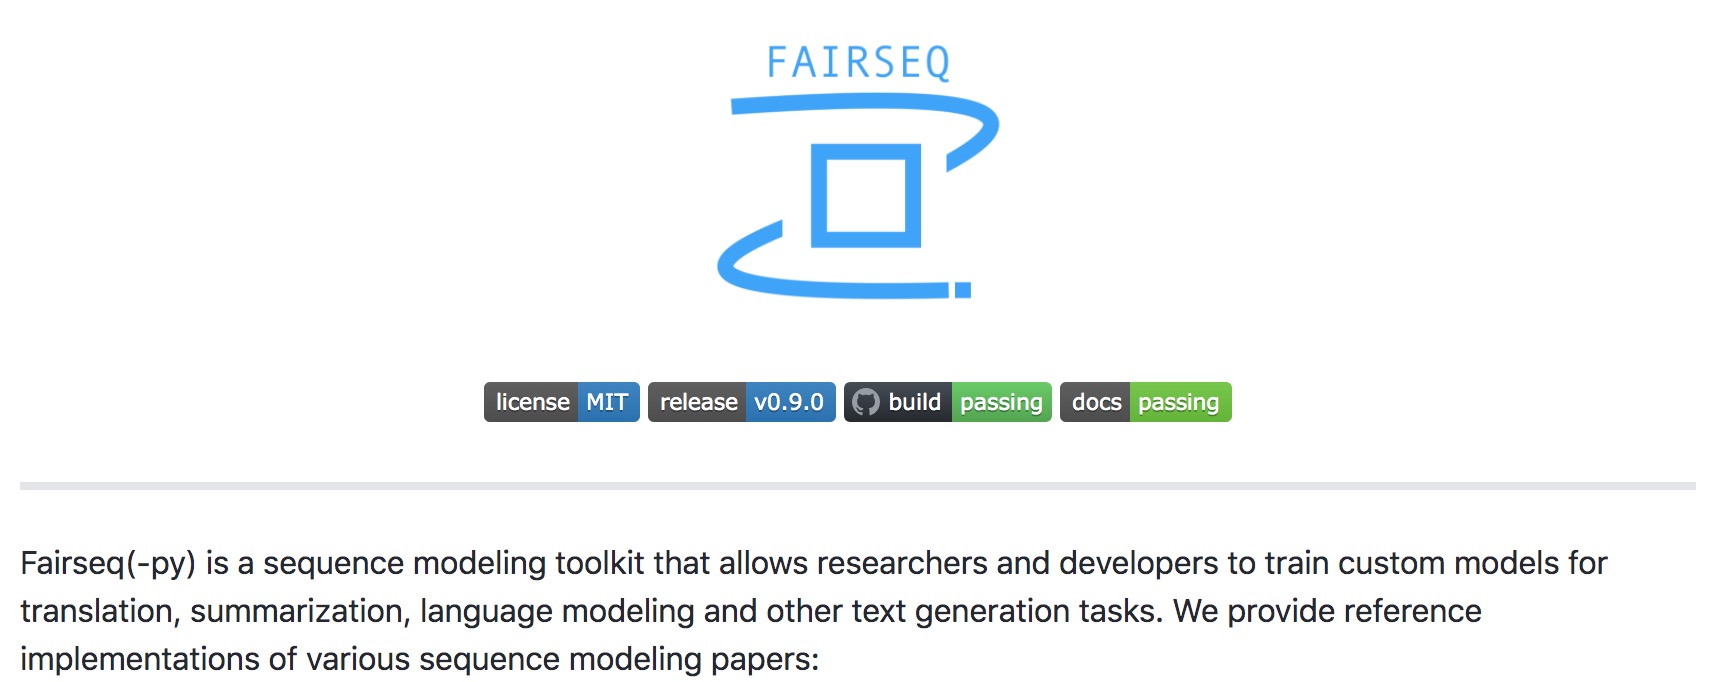 FAIRSEQ
license MIT release v0.9.0 build passing docs passing
Fairseq(-py) is a sequence modeling toolkit that allows researchers and developers to train custom models for
translation, summarization, language modeling and other text generation tasks. We provide reference
implementations of various sequence modeling papers: